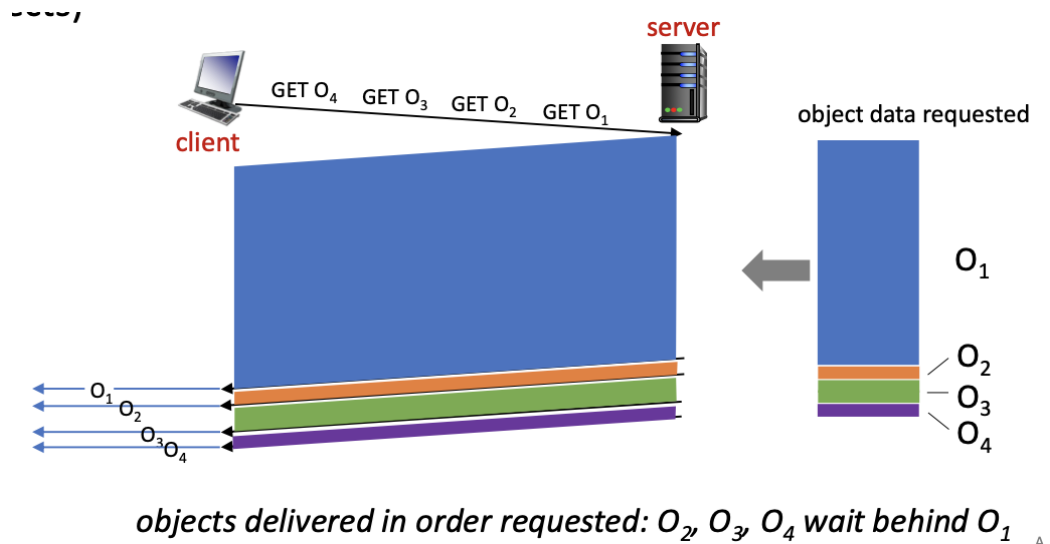 server
GET O₄ GET O₃ GET O₂ GET O₁
object data requested
client
O₁
O₂
O₁
O₃
O₂
O₄
O₃
O₄
objects delivered in order requested: O₂, O₃, O₄ wait behind O₁